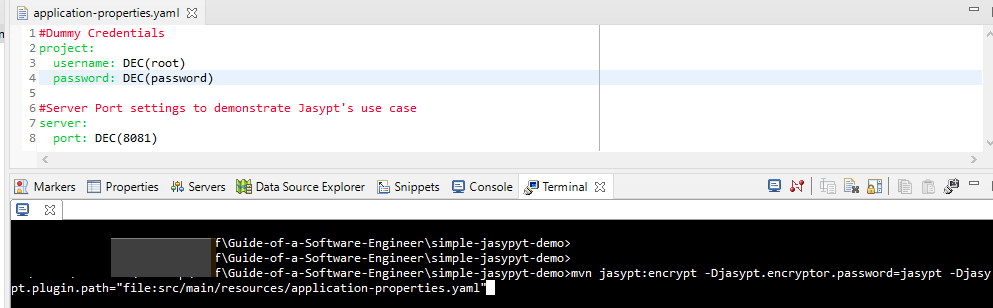 application-properties.yaml
1 #Dummy Credentials
2 project:
3 username: DEC(root)
4 password: DEC(password)
5
6 #Server Port settings to demonstrate Jasypt's use case
7 server:
8 port: DEC(8081)
Markers Properties Servers Data Source Explorer Snippets Console Terminal
f\Guide-of-a-Software-Engineer\simple-jasypyt-demo>
f\Guide-of-a-Software-Engineer\simple-jasypyt-demo>
f\Guide-of-a-Software-Engineer\simple-jasypyt-demo>mvn jasypt:encrypt -Djasypt.encryptor.password=jasypt -Djasy
pt.plugin.path="file:src/main/resources/application-properties.yaml"